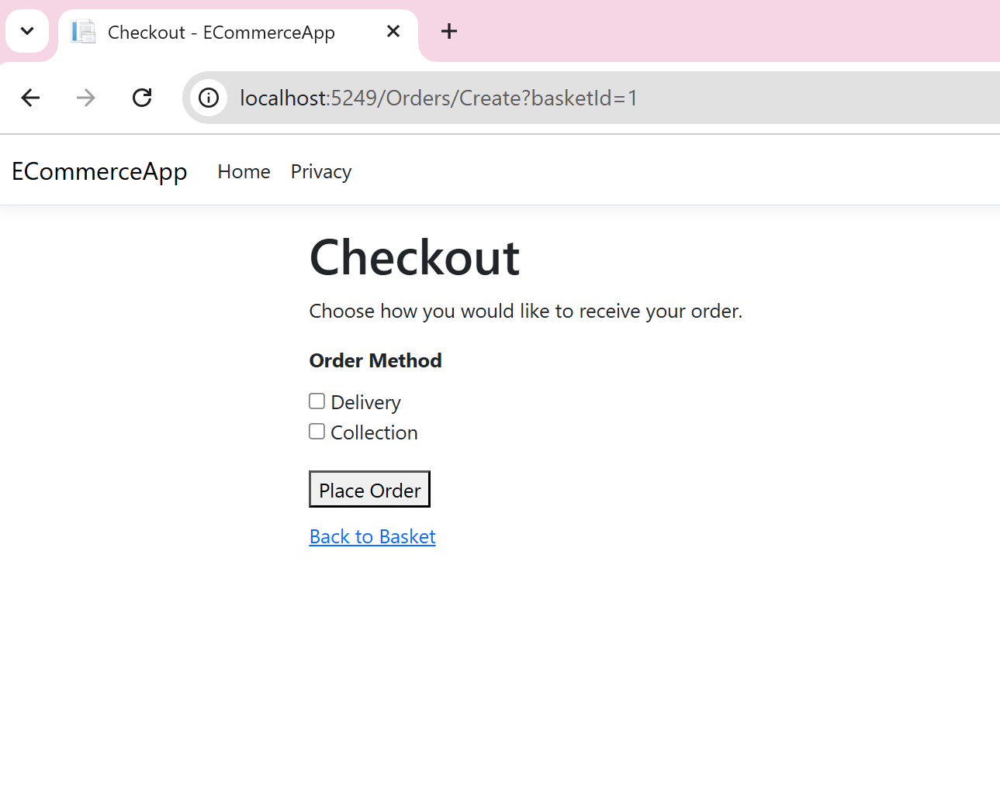 Checkout - ECommerceApp
localhost:5249/Orders/Create?basketId=1
ECommerceApp Home Privacy
Checkout
Choose how you would like to receive your order.
Order Method
Delivery
Collection
Place Order
Back to Basket